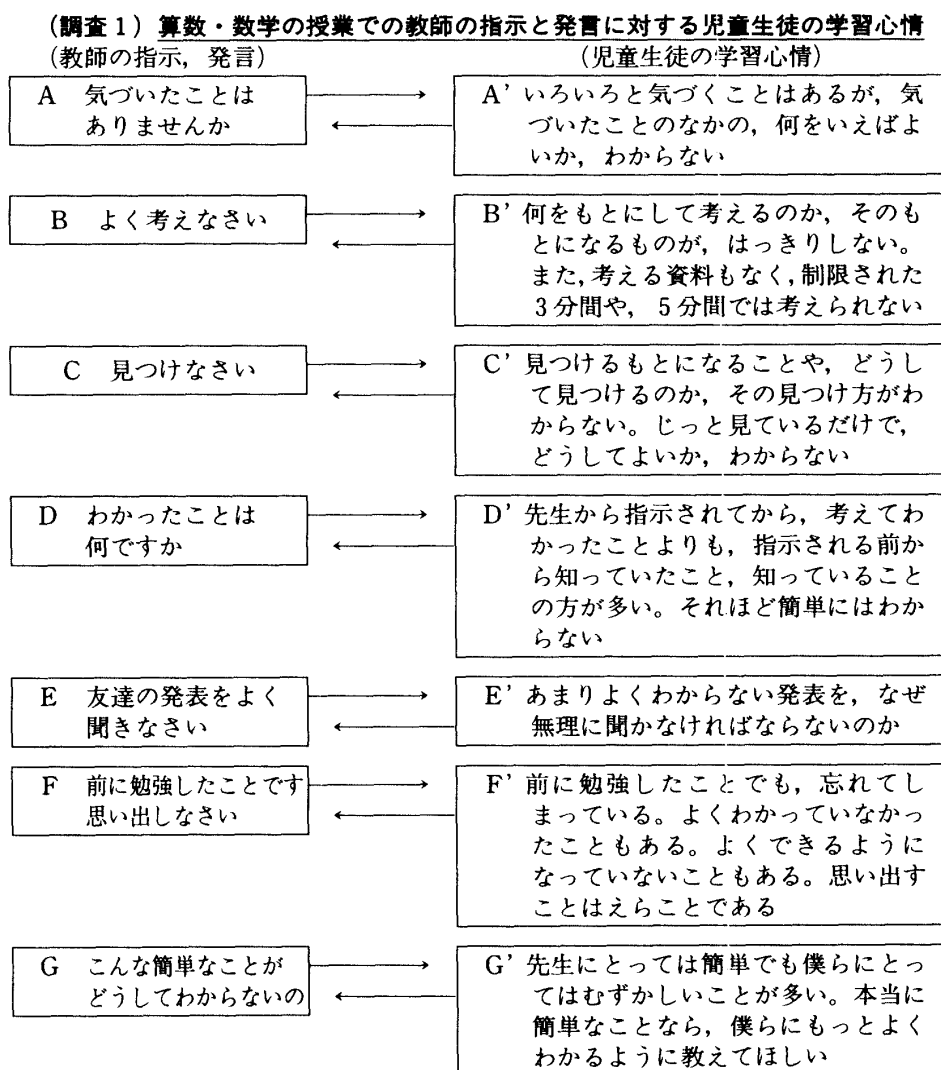 (調査1) 算数・数学の授業での教師の指示と発言に対する児童生徒の学習心情
(教師の指示, 発言)
(児童生徒の学習心情)
A 気づいたことは
ありませんか
A' いろいろと気づくことはあるが, 気
づいたことのなかの, 何をいえばよ
いか, わからない
B よく考えなさい
B' 何をもとにして考えるのか, そのも
とになるものが, はっきりしない。
また, 考える資料もなく, 制限された
3分間や, 5分間では考えられない
C 見つけなさい
C' 見つけるもとになることや, どうし
て見つけるのか, その見つけ方がわ
からない。じっと見ているだけで,
どうしてよいか, わからない
D わかったことは
何ですか
D' 先生から指示されてから, 考えてわ
かったことよりも, 指示される前か
ら知っていたこと, 知っていること
の方が多い。それほど簡単にはわか
らない
E 友達の発表をよく
聞きなさい
E' あまりよくわからない発表を, なぜ
無理に聞かなければならないのか
F 前に勉強したことです
思い出しなさい
F' 前に勉強したことでも, 忘れてし
まっている。よくわかっていなかっ
たこともある。よくできるように
なっていないこともある。思い出す
ことはえらことである
G こんな簡単なことが
どうしてわからないの
G' 先生にとっては簡単でも僕らにとっ
てはむずかしいことが多い。本当に
簡単なことなら, 僕らにもっとよく
わかるように教えてほしい